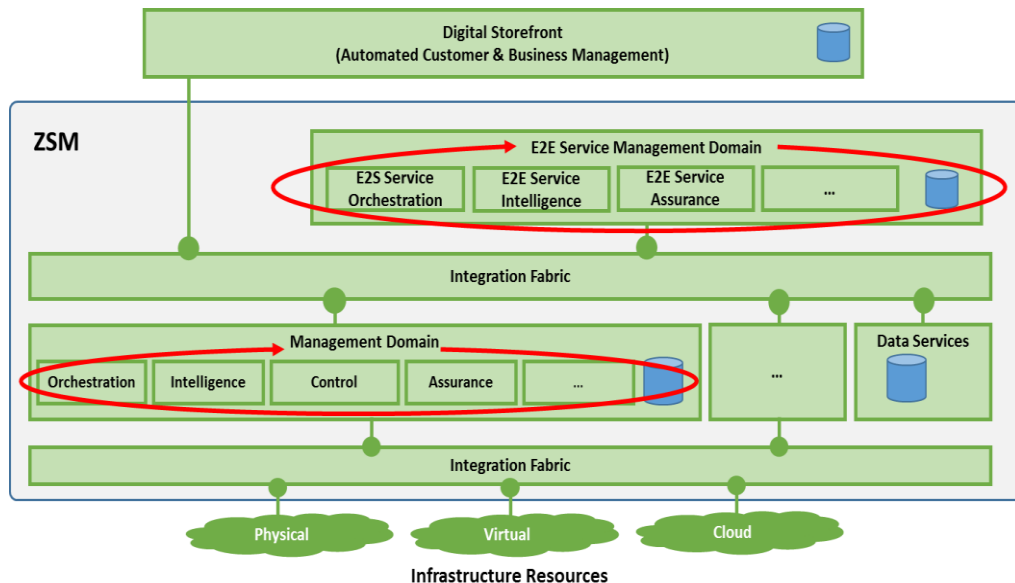 Digital Storefront
(Automated Customer & Business Management)
ZSM
E2E Service Management Domain
E2S Service
Orchestration
E2E Service
Intelligence
E2E Service
Assurance
...
Integration Fabric
Management Domain
Orchestration
Intelligence
Control
Assurance
...
...
Data Services
Integration Fabric
Physical
Virtual
Cloud
Infrastructure Resources